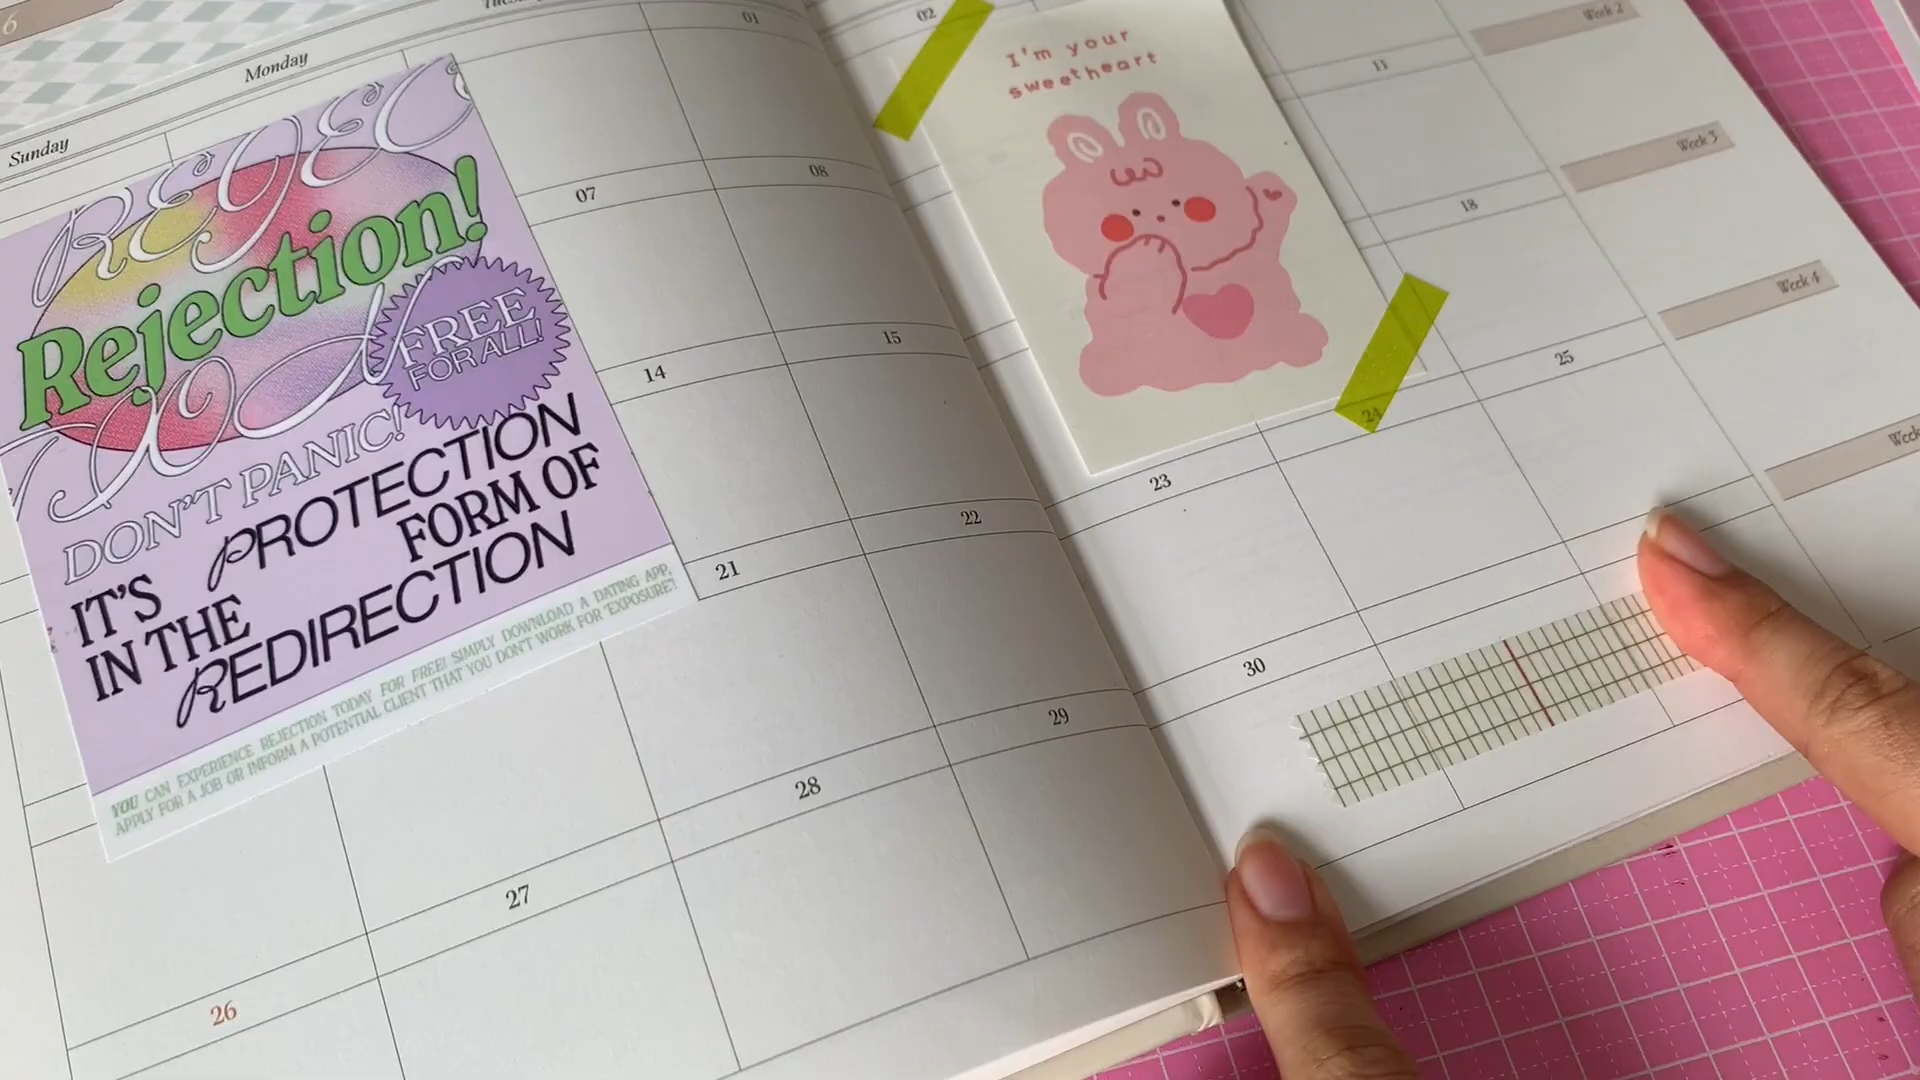 6
Sunday
Monday
01
07
08
14
15
21
22
26
27
28
29
REJECT
Rejection!
FREE
FOR ALL!
DON'T PANIC!
IT'S PROTECTION
IN THE FORM OF
REDIRECTION
YOU CAN EXPERIENCE REJECTION TODAY FOR FREE! SIMPLY DOWNLOAD A DATING APP,
APPLY FOR A JOB OR INFORM A POTENTIAL CLIENT THAT YOU DON'T WORK FOR 'EXPOSURE'!
02
I'm your
sweetheart
11
18
23
24
25
30
Week 2
Week 3
Week 4
Week